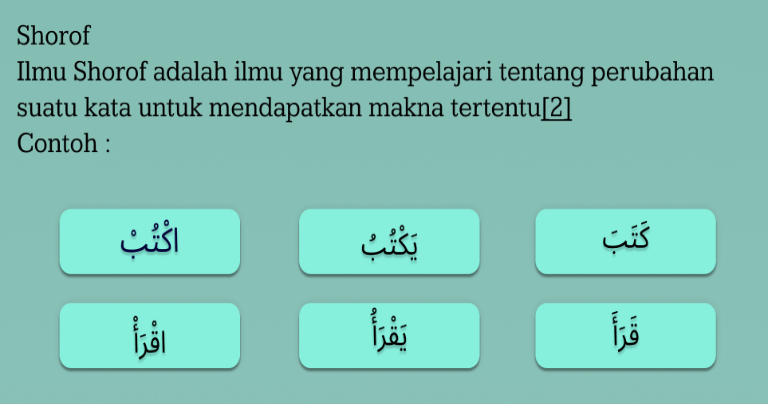 Shorof
Ilmu Shorof adalah ilmu yang mempelajari tentang perubahan
suatu kata untuk mendapatkan makna tertentu[2]
Contoh :
كَتَبَ يَكْتُبُ اكْتُبْ
قَرَأَ يَقْرَأُ اقْرَأْ